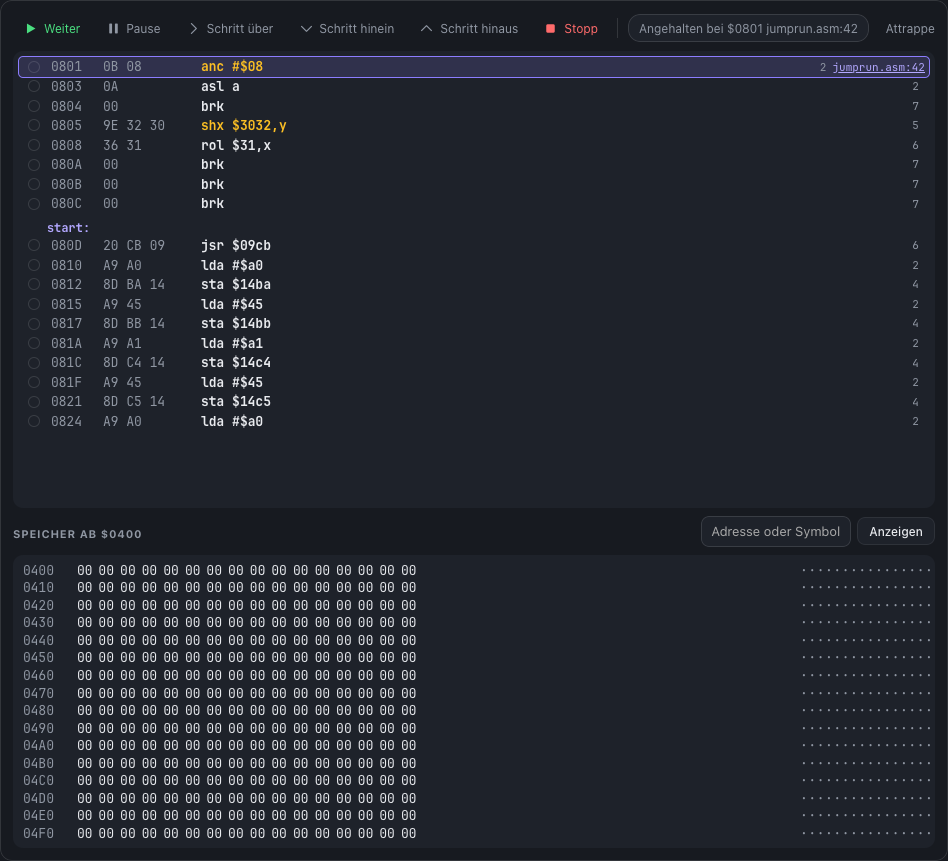 Weiter Pause Schritt über Schritt hinein Schritt hinaus Stopp Angehalten bei $0801 jumprun.asm:42 Attrappe
0801 0B 08 anc #$08 2 jumprun.asm:42
0803 0A asl a 2
0804 00 brk 7
0805 9E 32 30 shx $3032,y 5
0808 36 31 rol $31,x 6
080A 00 brk 7
080B 00 brk 7
080C 00 brk 7
start:
080D 20 CB 09 jsr $09cb 6
0810 A9 A0 lda #$a0 2
0812 8D BA 14 sta $14ba 4
0815 A9 45 lda #$45 2
0817 8D BB 14 sta $14bb 4
081A A9 A1 lda #$a1 2
081C 8D C4 14 sta $14c4 4
081F A9 45 lda #$45 2
0821 8D C5 14 sta $14c5 4
0824 A9 A0 lda #$a0 2
SPEICHER AB $0400 Adresse oder Symbol Anzeigen
0400 00 00 00 00 00 00 00 00 00 00 00 00 00 00 00 00 ................
0410 00 00 00 00 00 00 00 00 00 00 00 00 00 00 00 00 ................
0420 00 00 00 00 00 00 00 00 00 00 00 00 00 00 00 00 ................
0430 00 00 00 00 00 00 00 00 00 00 00 00 00 00 00 00 ................
0440 00 00 00 00 00 00 00 00 00 00 00 00 00 00 00 00 ................
0450 00 00 00 00 00 00 00 00 00 00 00 00 00 00 00 00 ................
0460 00 00 00 00 00 00 00 00 00 00 00 00 00 00 00 00 ................
0470 00 00 00 00 00 00 00 00 00 00 00 00 00 00 00 00 ................
0480 00 00 00 00 00 00 00 00 00 00 00 00 00 00 00 00 ................
0490 00 00 00 00 00 00 00 00 00 00 00 00 00 00 00 00 ................
04A0 00 00 00 00 00 00 00 00 00 00 00 00 00 00 00 00 ................
04B0 00 00 00 00 00 00 00 00 00 00 00 00 00 00 00 00 ................
04C0 00 00 00 00 00 00 00 00 00 00 00 00 00 00 00 00 ................
04D0 00 00 00 00 00 00 00 00 00 00 00 00 00 00 00 00 ................
04E0 00 00 00 00 00 00 00 00 00 00 00 00 00 00 00 00 ................
04F0 00 00 00 00 00 00 00 00 00 00 00 00 00 00 00 00 ................